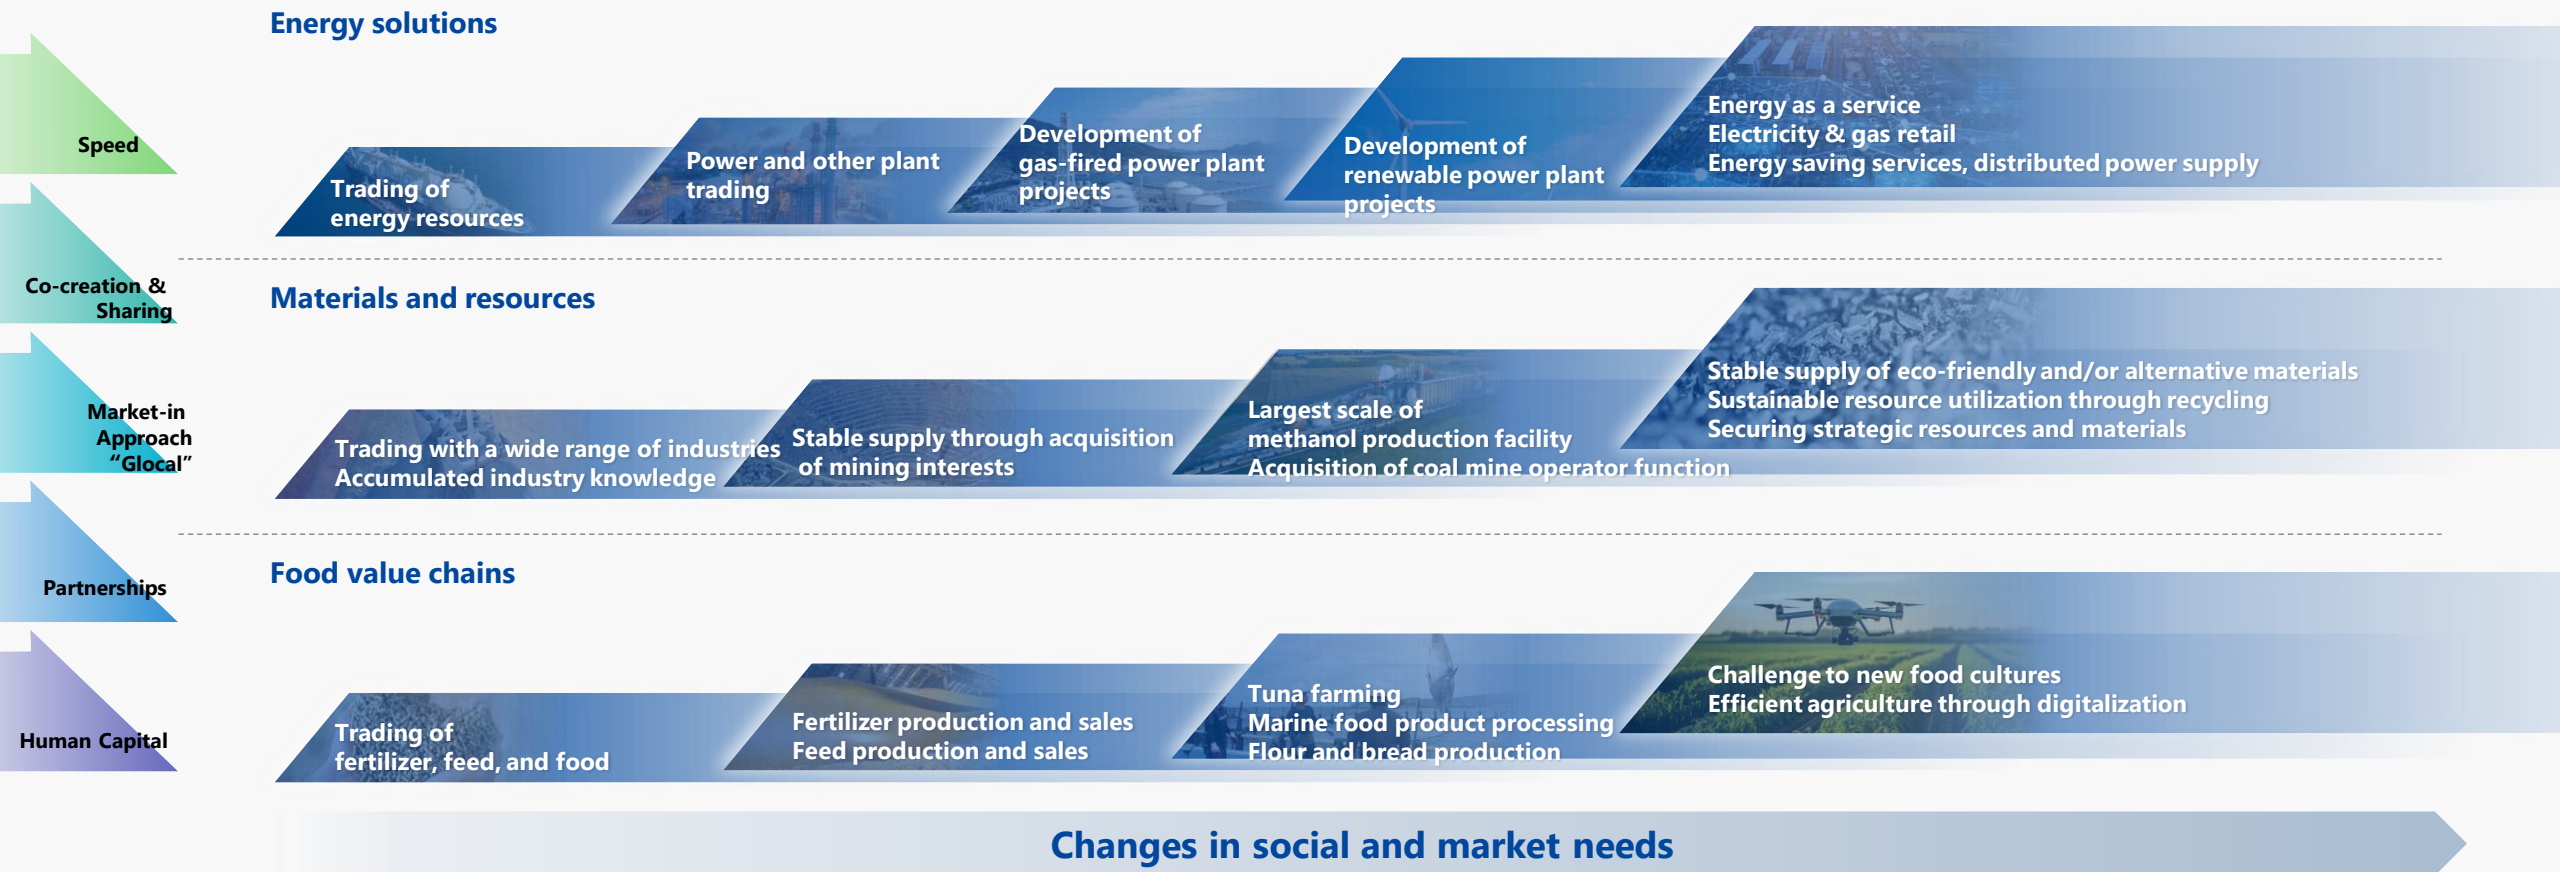 Energy solutions
Speed
Trading of
energy resources
Power and other plant
trading
Development of
gas-fired power plant
projects
Development of
renewable power plant
projects
Energy as a service
Electricity & gas retail
Energy saving services, distributed power supply
Co-creation &
Sharing
Materials and resources
Market-in
Approach
“Glocal”
Trading with a wide range of industries
Accumulated industry knowledge
Stable supply through acquisition
of mining interests
Largest scale of
methanol production facility
Acquisition of coal mine operator function
Stable supply of eco-friendly and/or alternative materials
Sustainable resource utilization through recycling
Securing strategic resources and materials
Partnerships
Food value chains
Human Capital
Trading of
fertilizer, feed, and food
Fertilizer production and sales
Feed production and sales
Tuna farming
Marine food product processing
Flour and bread production
Challenge to new food cultures
Efficient agriculture through digitalization
Changes in social and market needs